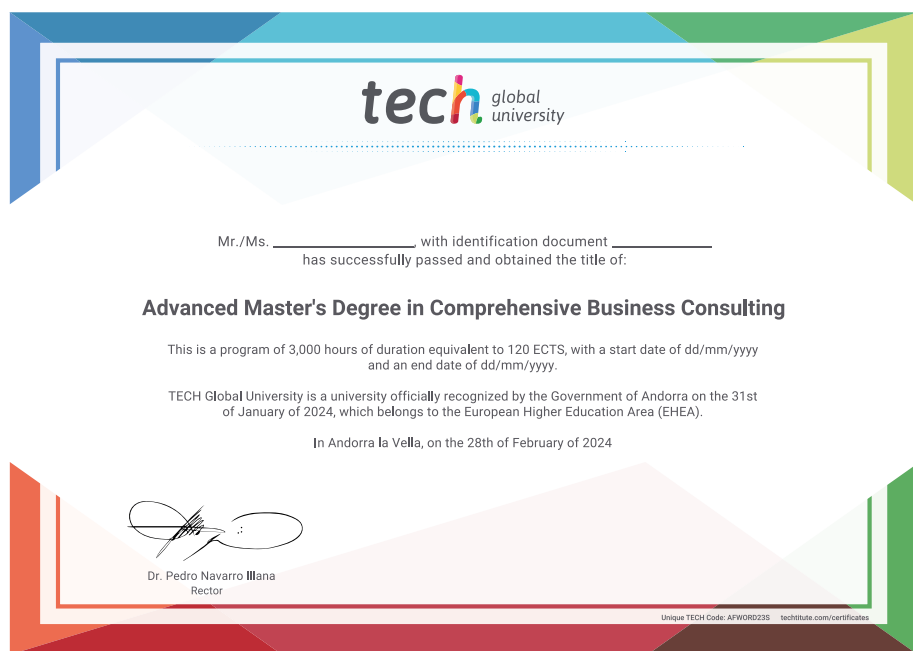 tech global university
Mr./Ms. ______________, with identification document __________
has successfully passed and obtained the title of:
Advanced Master's Degree in Comprehensive Business Consulting
This is a program of 3,000 hours of duration equivalent to 120 ECTS, with a start date of dd/mm/yyyy
and an end date of dd/mm/yyyy.
TECH Global University is a university officially recognized by the Government of Andorra on the 31st
of January of 2024, which belongs to the European Higher Education Area (EHEA).
In Andorra la Vella, on the 28th of February of 2024
Dr. Pedro Navarro Illana
Rector
Unique TECH Code: AFWORD23S techtitute.com/certificates